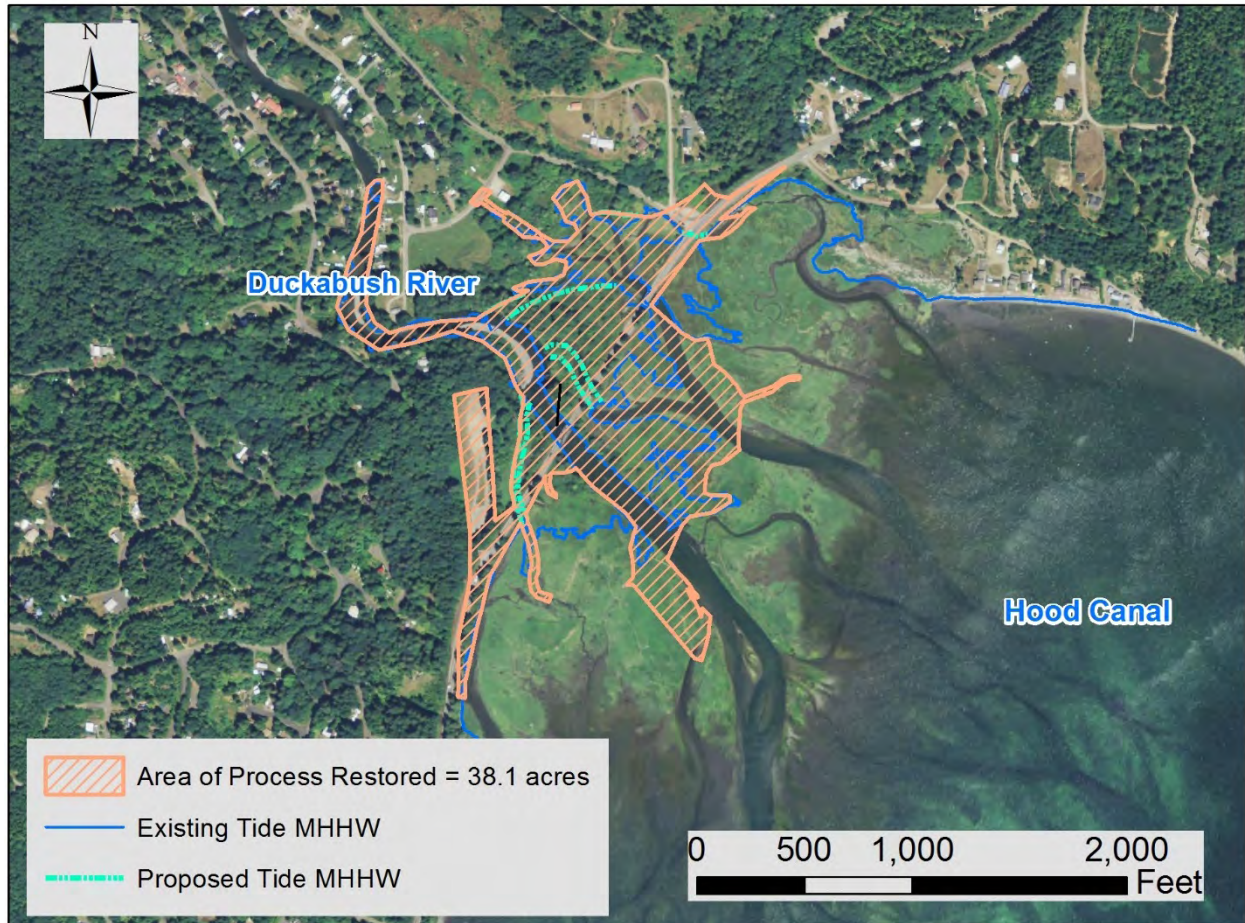 N
Duckabush River
Hood Canal
Area of Process Restored = 38.1 acres
Existing Tide MHHW
Proposed Tide MHHW
0 500 1,000 2,000
Feet